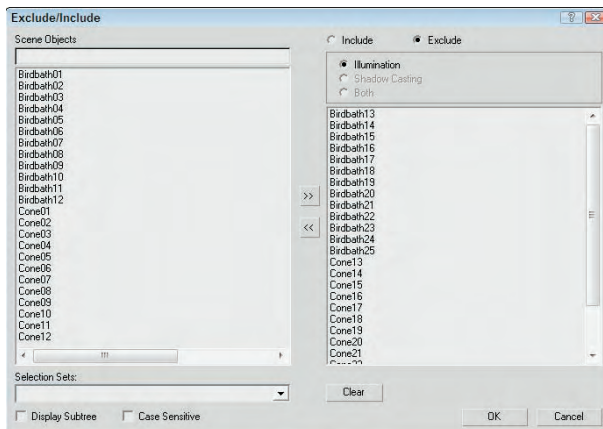 Exclude/Include
Scene Objects
Birdbath01
Birdbath02
Birdbath03
Birdbath04
Birdbath05
Birdbath06
Birdbath07
Birdbath08
Birdbath09
Birdbath10
Birdbath11
Birdbath12
Cone01
Cone02
Cone03
Cone04
Cone05
Cone06
Cone07
Cone08
Cone09
Cone10
Cone11
Cone12
Selection Sets:
Display Subtree Case Sensitive
>>
<<
Include Exclude
Illumination
Shadow Casting
Both
Birdbath13
Birdbath14
Birdbath15
Birdbath16
Birdbath17
Birdbath18
Birdbath19
Birdbath20
Birdbath21
Birdbath22
Birdbath23
Birdbath24
Birdbath25
Cone13
Cone14
Cone15
Cone16
Cone17
Cone18
Cone19
Cone20
Cone21
Cone22
Clear
OK Cancel